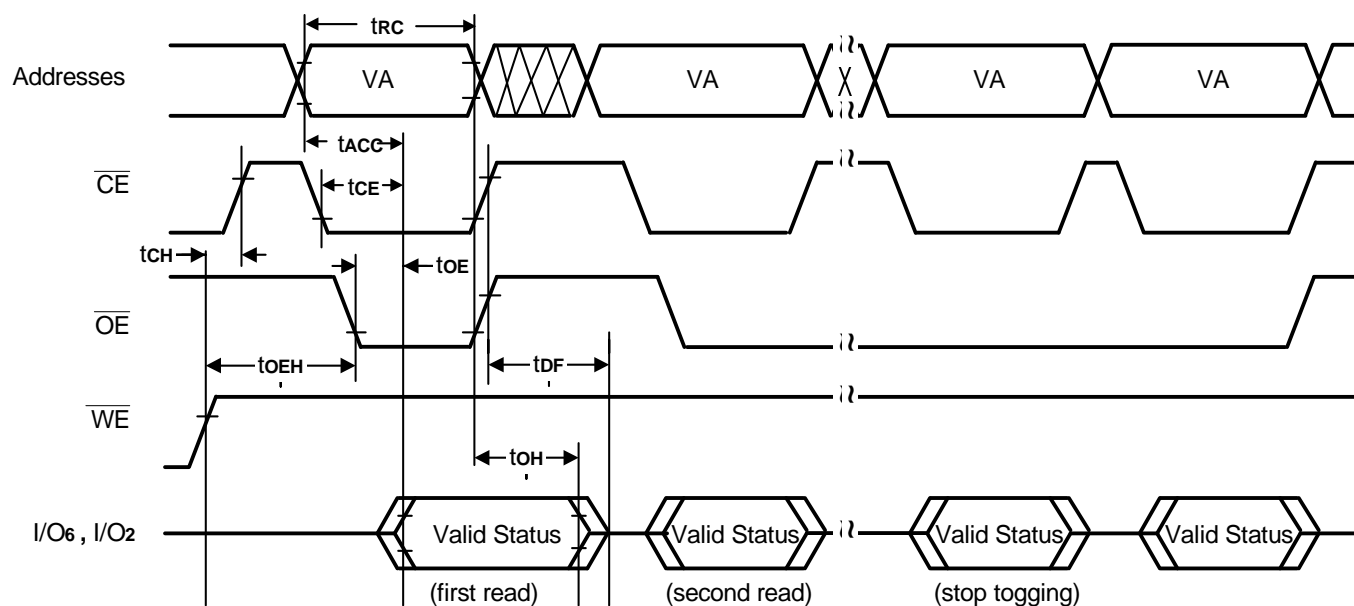 tRC
Addresses VA VA X VA VA
tACC
CE tCE
tCH tOE
OE
tOEH tDF
WE
tOH
I/O6 , I/O2 Valid Status Valid Status Valid Status Valid Status
(first read) (second read) (stop togging)